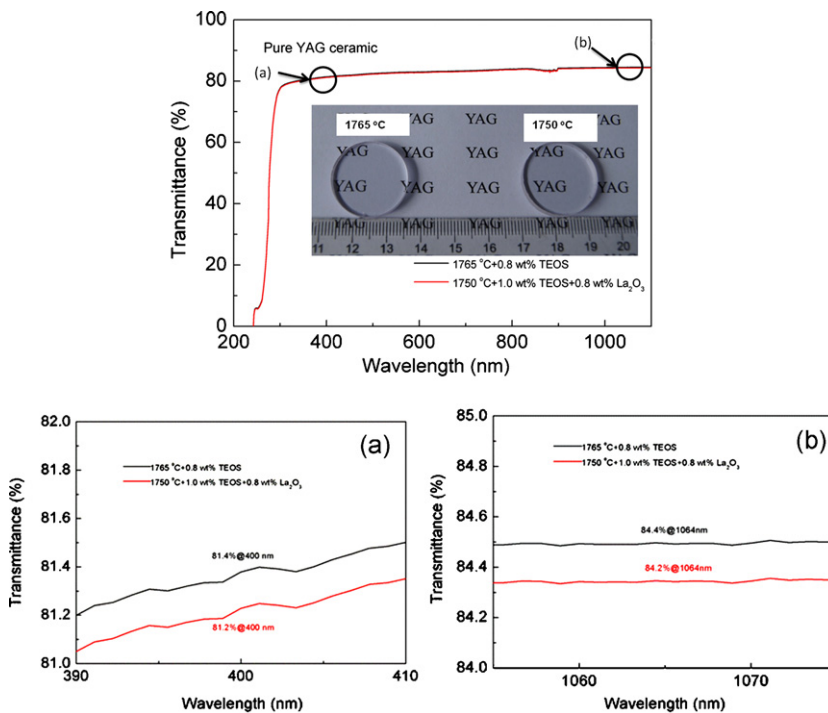 100
80
60
40
20
0
Transmittance (%)
Pure YAG ceramic
(a)
(b)
1765 °C
1750 °C
YAG YAG YAG
YAG YAG YAG YAG YAG
YAG YAG YAG YAG YAG
YAG YAG YAG YAG YAG
11 12 13 14 15 16 17 18 19 20
1765 °C+0.8 wt% TEOS
1750 °C+1.0 wt% TEOS+0.8 wt% La₂O₃
200 400 600 800 1000
Wavelength (nm)
82.0
81.8
81.6
81.4
81.2
81.0
Transmittance (%)
(a)
1765 °C+0.8 wt% TEOS
1750 °C+1.0 wt% TEOS+0.8 wt% La₂O₃
81.4%@400 nm
81.2%@400 nm
390 400 410
Wavelength (nm)
85.0
84.8
84.6
84.4
84.2
84.0
Transmittance (%)
(b)
1765 °C+0.8 wt% TEOS
1750 °C+1.0 wt% TEOS+0.8 wt% La₂O₃
84.4%@1064nm
84.2%@1064nm
1060 1070
Wavelength (nm)